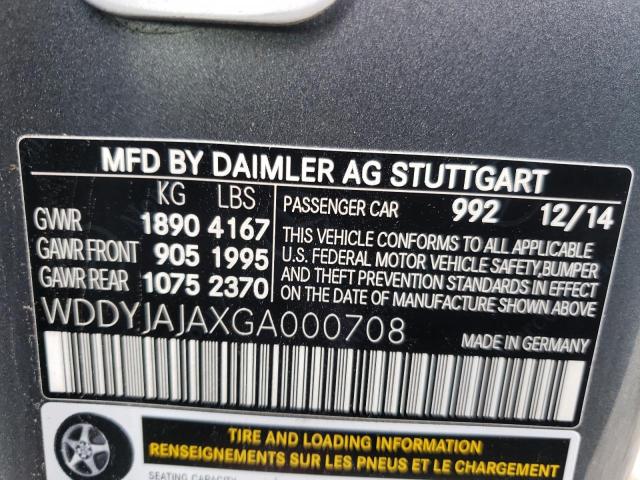 MFD BY DAIMLER AG STUTTGART
KG LBS
GVWR 1890 4167
GAWR FRONT 905 1995
GAWR REAR 1075 2370
PASSENGER CAR 992 12/14
THIS VEHICLE CONFORMS TO ALL APPLICABLE
U.S. FEDERAL MOTOR VEHICLE SAFETY,BUMPER
AND THEFT PREVENTION STANDARDS IN EFFECT
ON THE DATE OF MANUFACTURE SHOWN ABOVE
WDDYJAJAXGA000708
MADE IN GERMANY
TIRE AND LOADING INFORMATION
RENSEIGNEMENTS SUR LES PNEUS ET LE CHARGEMENT
SEATING CAPACITY